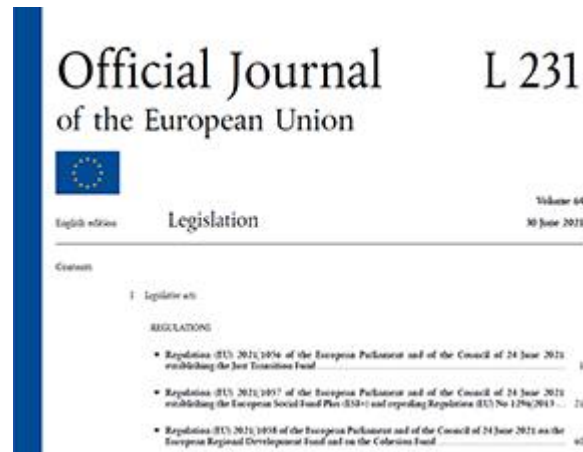 Official Journal L 231
of the European Union
Volume 64
English edition Legislation 30 June 2021
Contents
I Legislative acts
REGULATIONS
• Regulation (EU) 2021/1056 of the European Parliament and of the Council of 24 June 2021
establishing the Just Transition Fund 1
• Regulation (EU) 2021/1057 of the European Parliament and of the Council of 24 June 2021
establishing the European Social Fund Plus (ESF+) and repealing Regulation (EU) No 1296/2013 21
• Regulation (EU) 2021/1058 of the European Parliament and of the Council of 24 June 2021 on the
European Regional Development Fund and on the Cohesion Fund 60